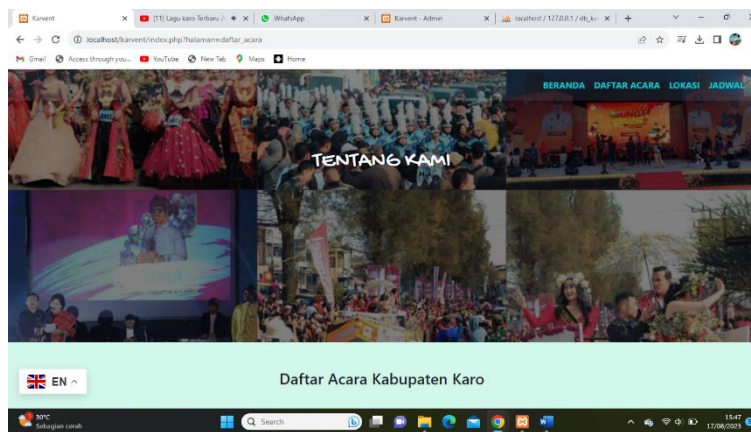 Karvent
(11) Lagu karo Terbaru
WhatsApp
Karvent - Admin
localhost / 127.0.0.1 / db_kar
localhost/karvent/index.php?halaman=daftar_acara
Gmail Access through you... YouTube New Tab Maps Home
BERANDA DAFTAR ACARA LOKASI JADWAL
TENTANG KAMI
Daftar Acara Kabupaten Karo
EN
30°C
Sebagian cerah
Search
15:47
17/08/2023